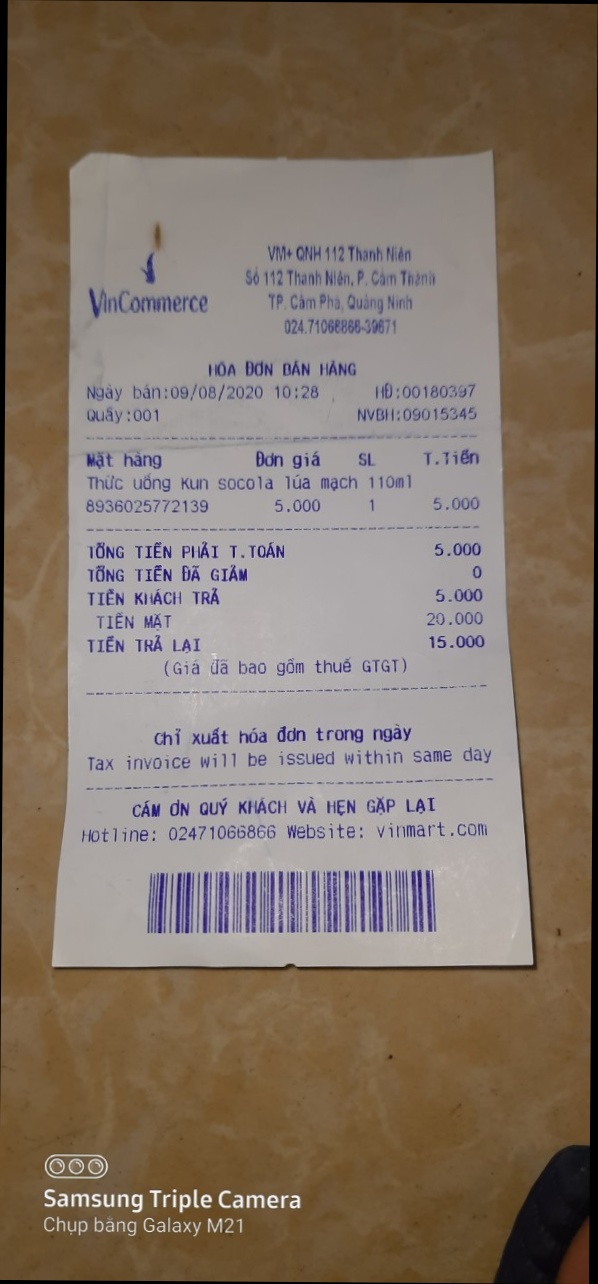 VinCommerce
VM+ QNH 112 Thanh Niên
Số 112 Thanh Niên, P. Cẩm Thành
TP. Cẩm Phả, Quảng Ninh
024.71066866-39671
HÓA ĐƠN BÁN HÀNG
Ngày bán:09/08/2020 10:28 HĐ:00180397
Quầy:001 NVBH:09015345
Mặt hàng Đơn giá SL T.Tiền
Thức uống Kun socola lúa mạch 110ml
8936025772139 5.000 1 5.000
TỔNG TIỀN PHẢI T.TOÁN 5.000
TỔNG TIỀN ĐÃ GIẢM 0
TIỀN KHÁCH TRẢ 5.000
TIỀN MẶT 20.000
TIỀN TRẢ LẠI 15.000
(Giá đã bao gồm thuế GTGT)
Chỉ xuất hóa đơn trong ngày
Tax invoice will be issued within same day
CẢM ƠN QUÝ KHÁCH VÀ HẸN GẶP LẠI
Hotline: 02471066866 Website: vinmart.com
Samsung Triple Camera
Chụp bằng Galaxy M21